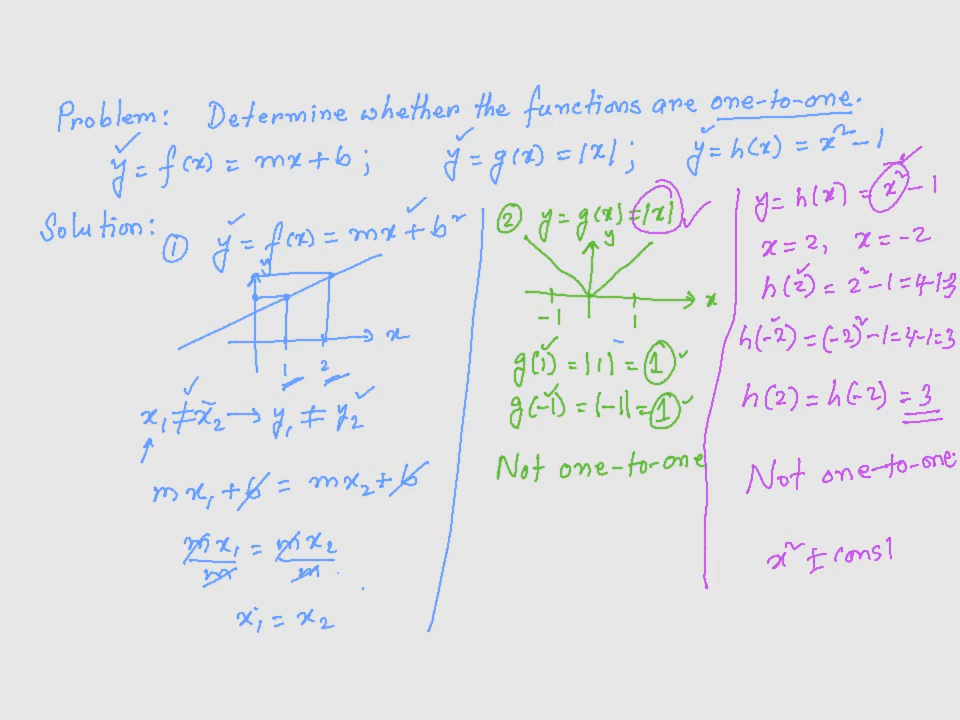 Problem: Determine whether the functions are one-to-one.
y = f(x) = mx + b ; y = g(x) = |x| ; y = h(x) = x² - 1
Solution:
① y = f(x) = mx + b
y
x
1 2
x₁ ≠ x₂ → y₁ ≠ y₂
mx₁ + b = mx₂ + b
mx₁/m = mx₂/m
x₁ = x₂
② y = g(x) = |x|
y
x
-1 1
g(1) = |1| = 1
g(-1) = |-1| = 1
Not one-to-one
y = h(x) = x² - 1
x = 2, x = -2
h(2) = 2² - 1 = 4-1=3
h(-2) = (-2)² - 1 = 4-1=3
h(2) = h(-2) = 3
Not one-to-one.
x² ± const